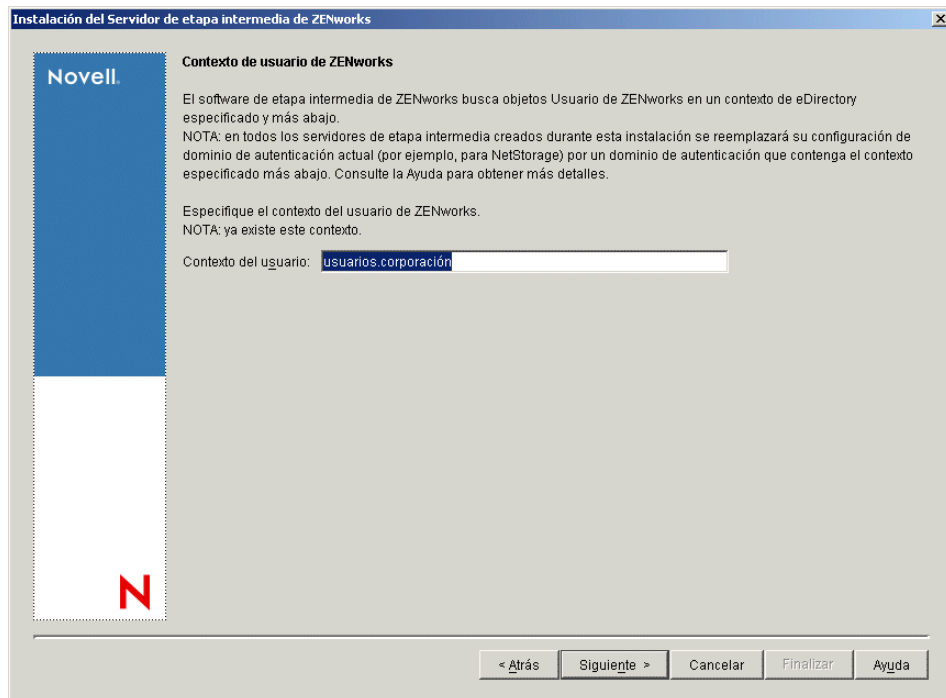 Instalación del Servidor de etapa intermedia de ZENworks
Novell.
Contexto de usuario de ZENworks
El software de etapa intermedia de ZENworks busca objetos Usuario de ZENworks en un contexto de eDirectory
especificado y más abajo.
NOTA: en todos los servidores de etapa intermedia creados durante esta instalación se reemplazará su configuración de
dominio de autenticación actual (por ejemplo, para NetStorage) por un dominio de autenticación que contenga el contexto
especificado más abajo. Consulte la Ayuda para obtener más detalles.
Especifique el contexto del usuario de ZENworks.
NOTA: ya existe este contexto.
Contexto del usuario: usuarios.corporación
N
< Atrás Siguiente > Cancelar Finalizar Ayuda